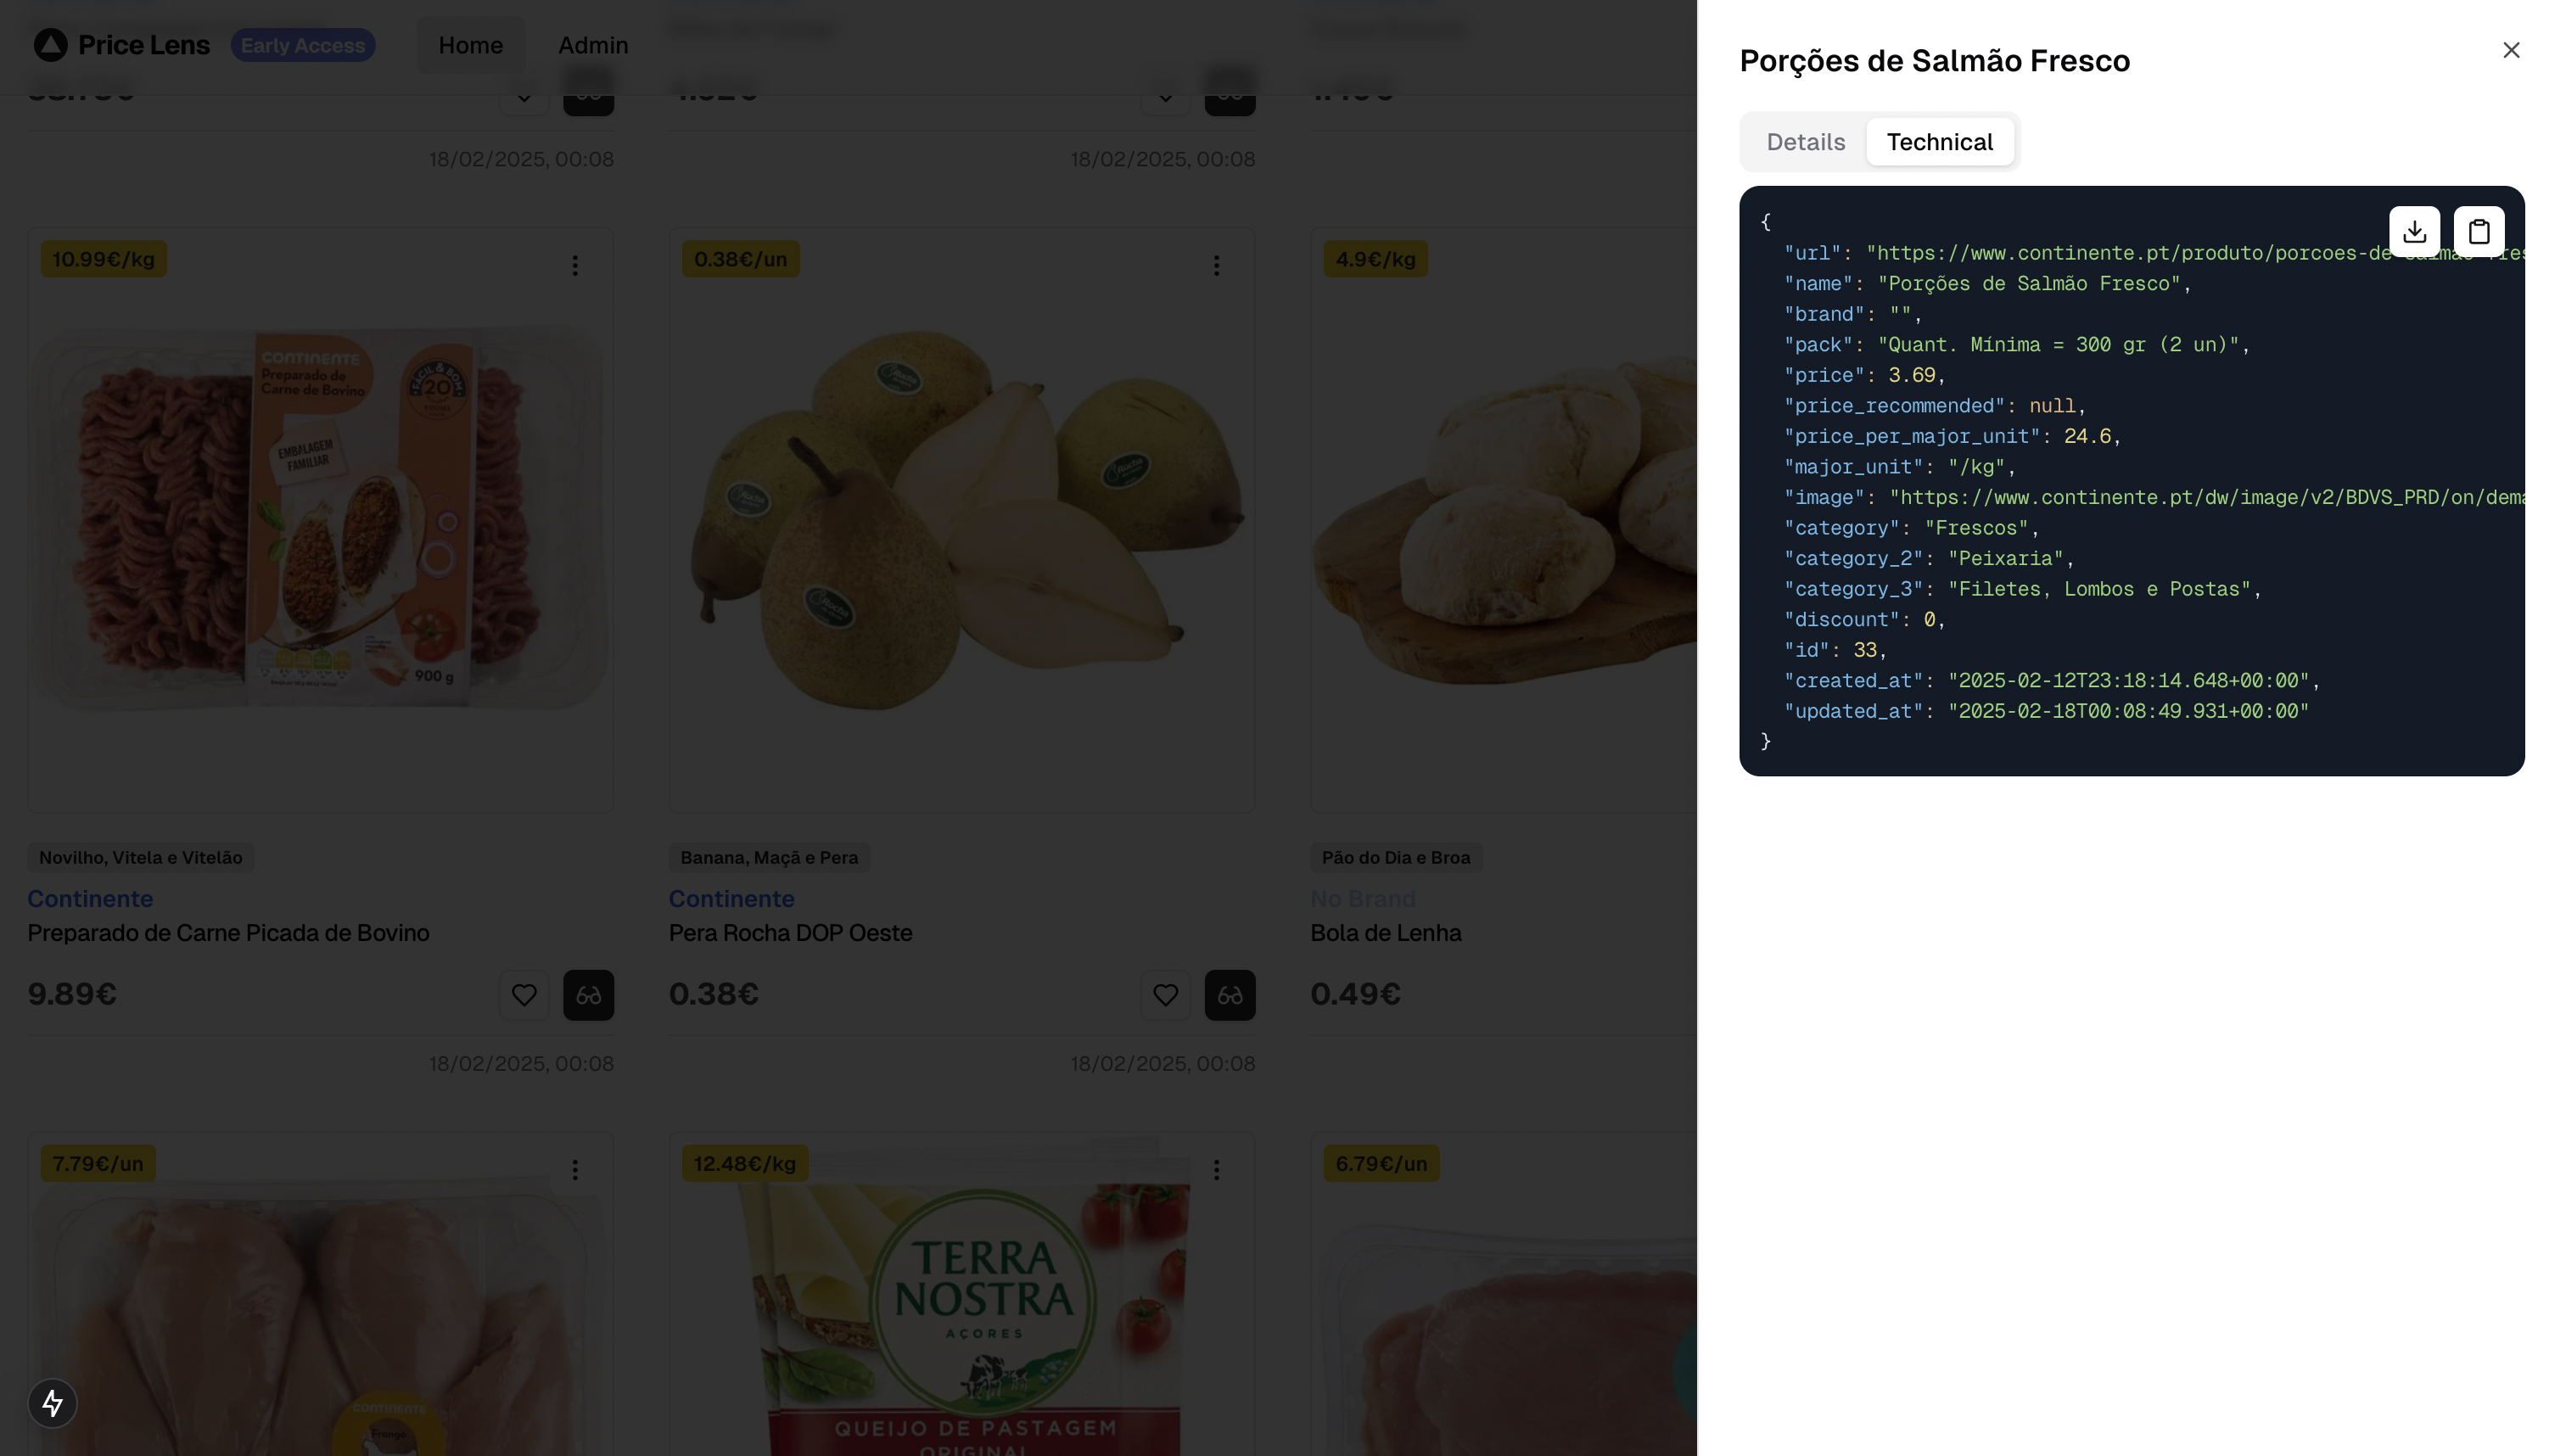 Price Lens
Early Access
Home
Admin
18/02/2025, 00:08
18/02/2025, 00:08
10.99€/kg
CONTINENTE
Preparado de
Carne de Bovino
FÁCIL & BOM
20
EMBALAGEM
FAMILIAR
900 g
Novilho, Vitela e Vitelão
Continente
Preparado de Carne Picada de Bovino
9.89€
18/02/2025, 00:08
0.38€/un
Rocha
Rocha
Rocha
Rocha
Banana, Maçã e Pera
Continente
Pera Rocha DOP Oeste
0.38€
18/02/2025, 00:08
4.9€/kg
Pão do Dia e Broa
No Brand
Bola de Lenha
0.49€
7.79€/un
CONTINENTE
Frango
12.48€/kg
TERRA
NOSTRA
AÇORES
QUEIJO DE PASTAGEM
ORIGINAL
6.79€/un
Porções de Salmão Fresco
Details
Technical
{
"url": "https://www.continente.pt/produto/porcoes-de
"name": "Porções de Salmão Fresco",
"brand": "",
"pack": "Quant. Mínima = 300 gr (2 un)",
"price": 3.69,
"price_recommended": null,
"price_per_major_unit": 24.6,
"major_unit": "/kg",
"image": "https://www.continente.pt/dw/image/v2/BDVS_PRD/on/dema
"category": "Frescos",
"category_2": "Peixaria",
"category_3": "Filetes, Lombos e Postas",
"discount": 0,
"id": 33,
"created_at": "2025-02-12T23:18:14.648+00:00",
"updated_at": "2025-02-18T00:08:49.931+00:00"
}